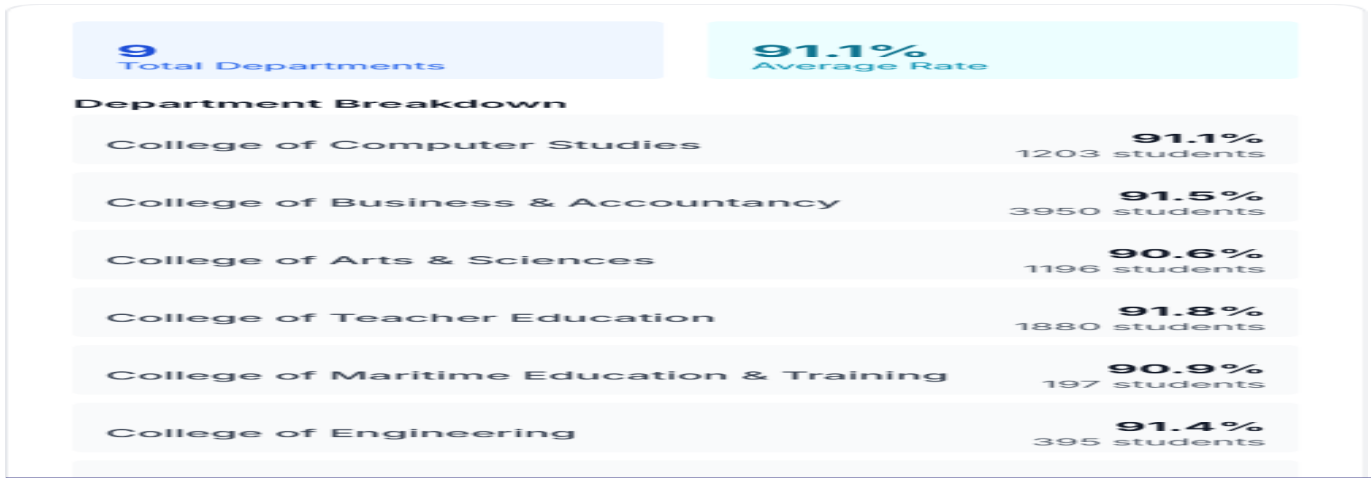 9
Total Departments
91.1%
Average Rate
Department Breakdown
College of Computer Studies
91.1%
1203 students
College of Business & Accountancy
91.5%
3950 students
College of Arts & Sciences
90.6%
1196 students
College of Teacher Education
91.8%
1880 students
College of Maritime Education & Training
90.9%
197 students
College of Engineering
91.4%
395 students